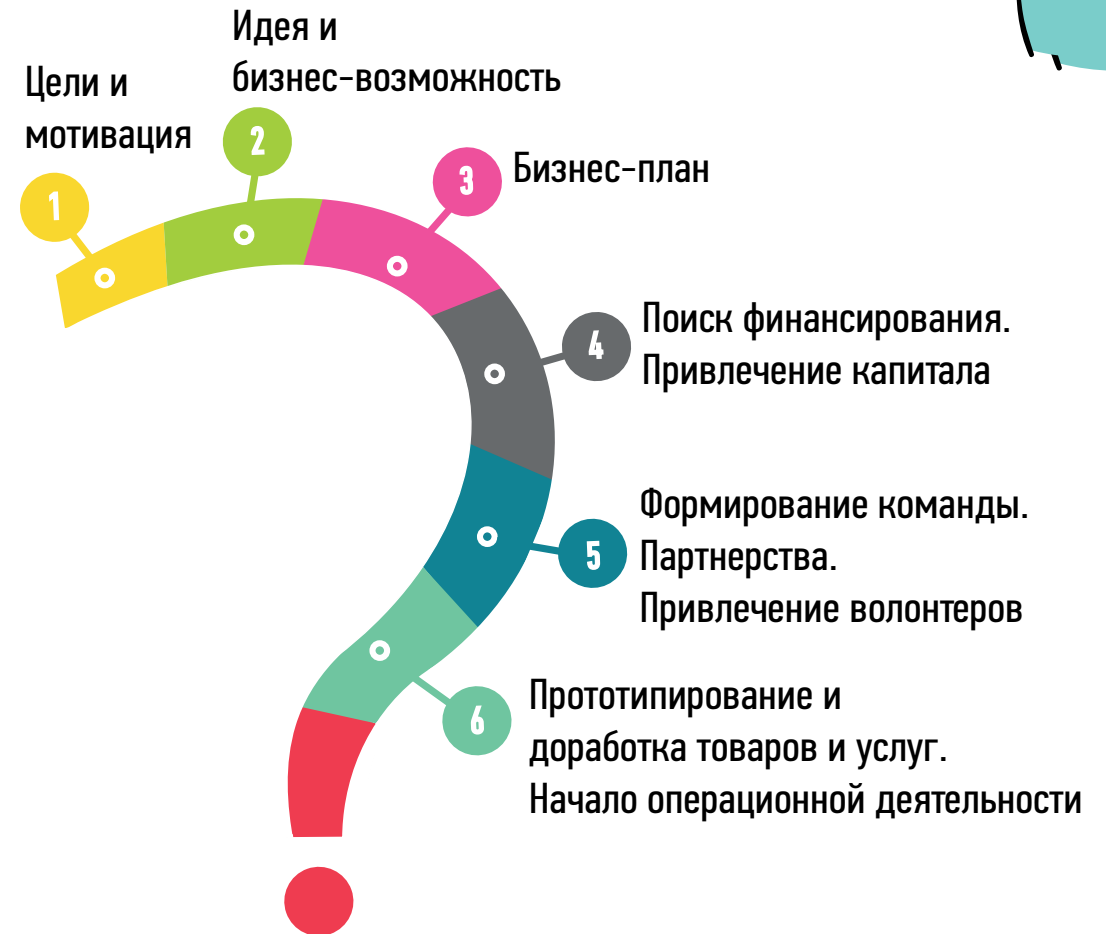 1
Цели и
мотивация
2
Идея и
бизнес-возможность
3
Бизнес-план
4
Поиск финансирования.
Привлечение капитала
5
Формирование команды.
Партнерства.
Привлечение волонтеров
6
Прототипирование и
доработка товаров и услуг.
Начало операционной деятельности